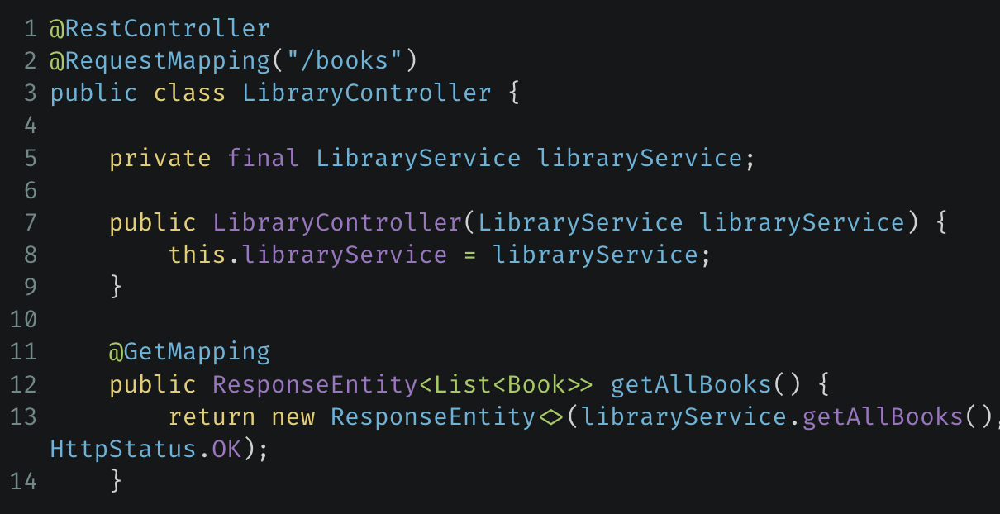 1 @RestController
2 @RequestMapping("/books")
3 public class LibraryController {
4
5     private final LibraryService libraryService;
6
7     public LibraryController(LibraryService libraryService) {
8         this.libraryService = libraryService;
9     }
10
11     @GetMapping
12     public ResponseEntity<List<Book>> getAllBooks() {
13         return new ResponseEntity<>(libraryService.getAllBooks(),
HttpStatus.OK);
14     }